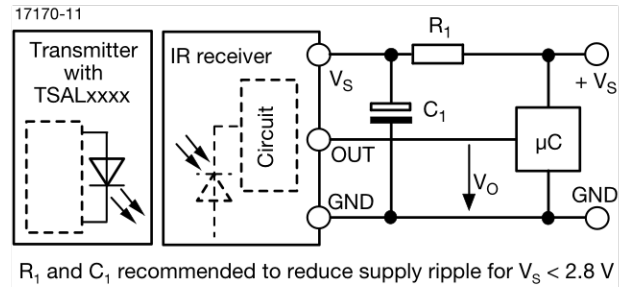 17170-11
Transmitter
with
TSALxxxx
IR receiver
Circuit
VS
OUT
GND
R1
C1
VO
+ VS
µC
GND
R1 and C1 recommended to reduce supply ripple for VS < 2.8 V